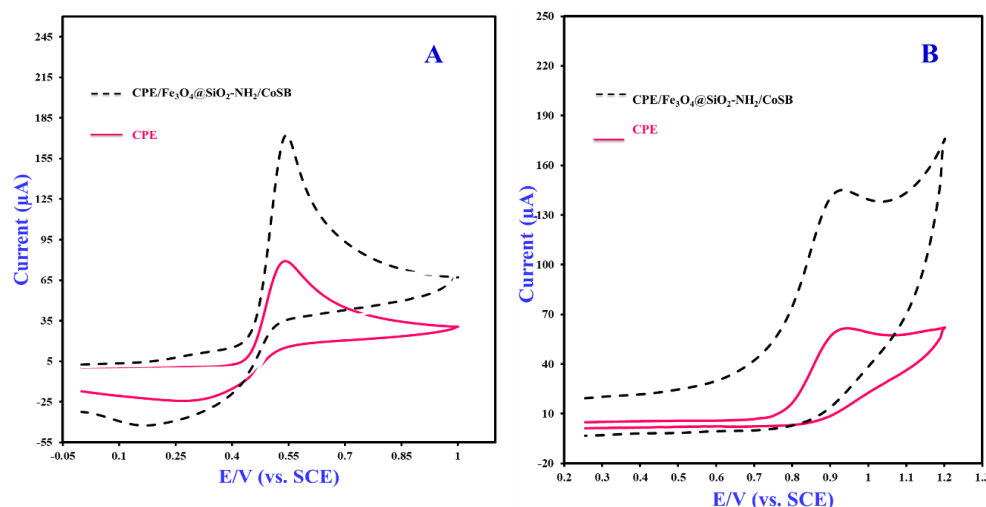 A
CPE/Fe₃O₄@SiO₂-NH₂/CoSB
CPE
Current (µA)
245
215
185
155
125
95
65
35
5
-25
-55
-0.05 0.1 0.25 0.4 0.55 0.7 0.85 1
E/V (vs. SCE)
B
CPE/Fe₃O₄@SiO₂-NH₂/CoSB
CPE
Current (µA)
250
220
190
160
130
100
70
40
10
-20
0.2 0.3 0.4 0.5 0.6 0.7 0.8 0.9 1 1.1 1.2 1.3
E/V (vs. SCE)